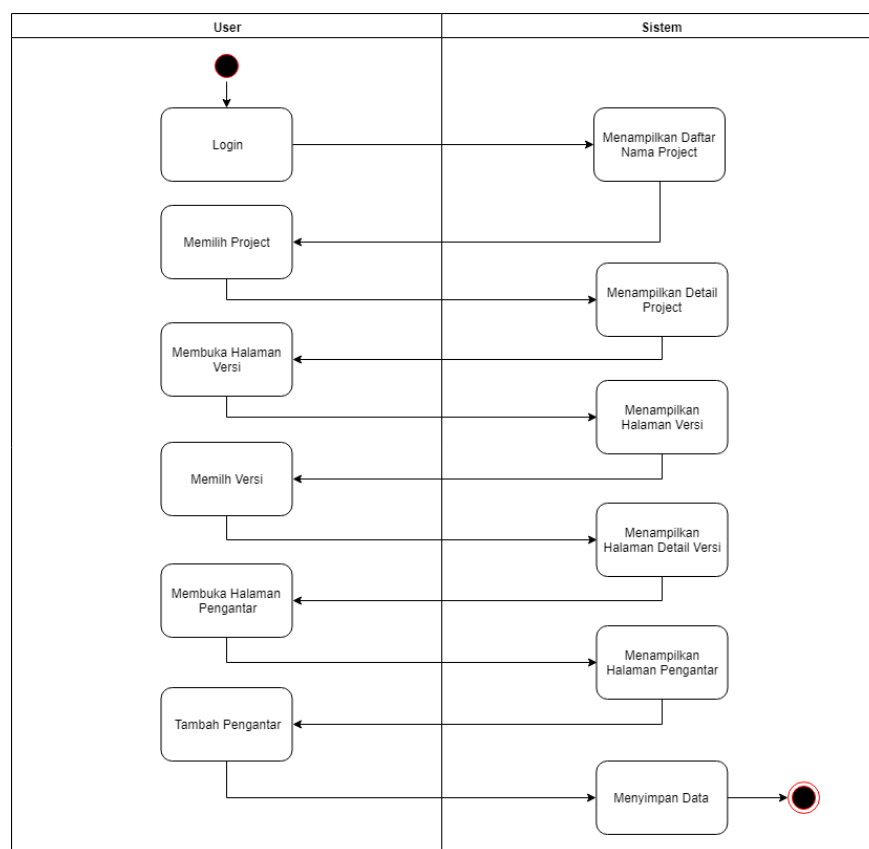 User
Sistem
Login
Menampilkan Daftar
Nama Project
Memilih Project
Menampilkan Detail
Project
Membuka Halaman
Versi
Menampilkan
Halaman Versi
Memilh Versi
Menampilkan
Halaman Detail Versi
Membuka Halaman
Pengantar
Menampilkan
Halaman Pengantar
Tambah Pengantar
Menyimpan Data